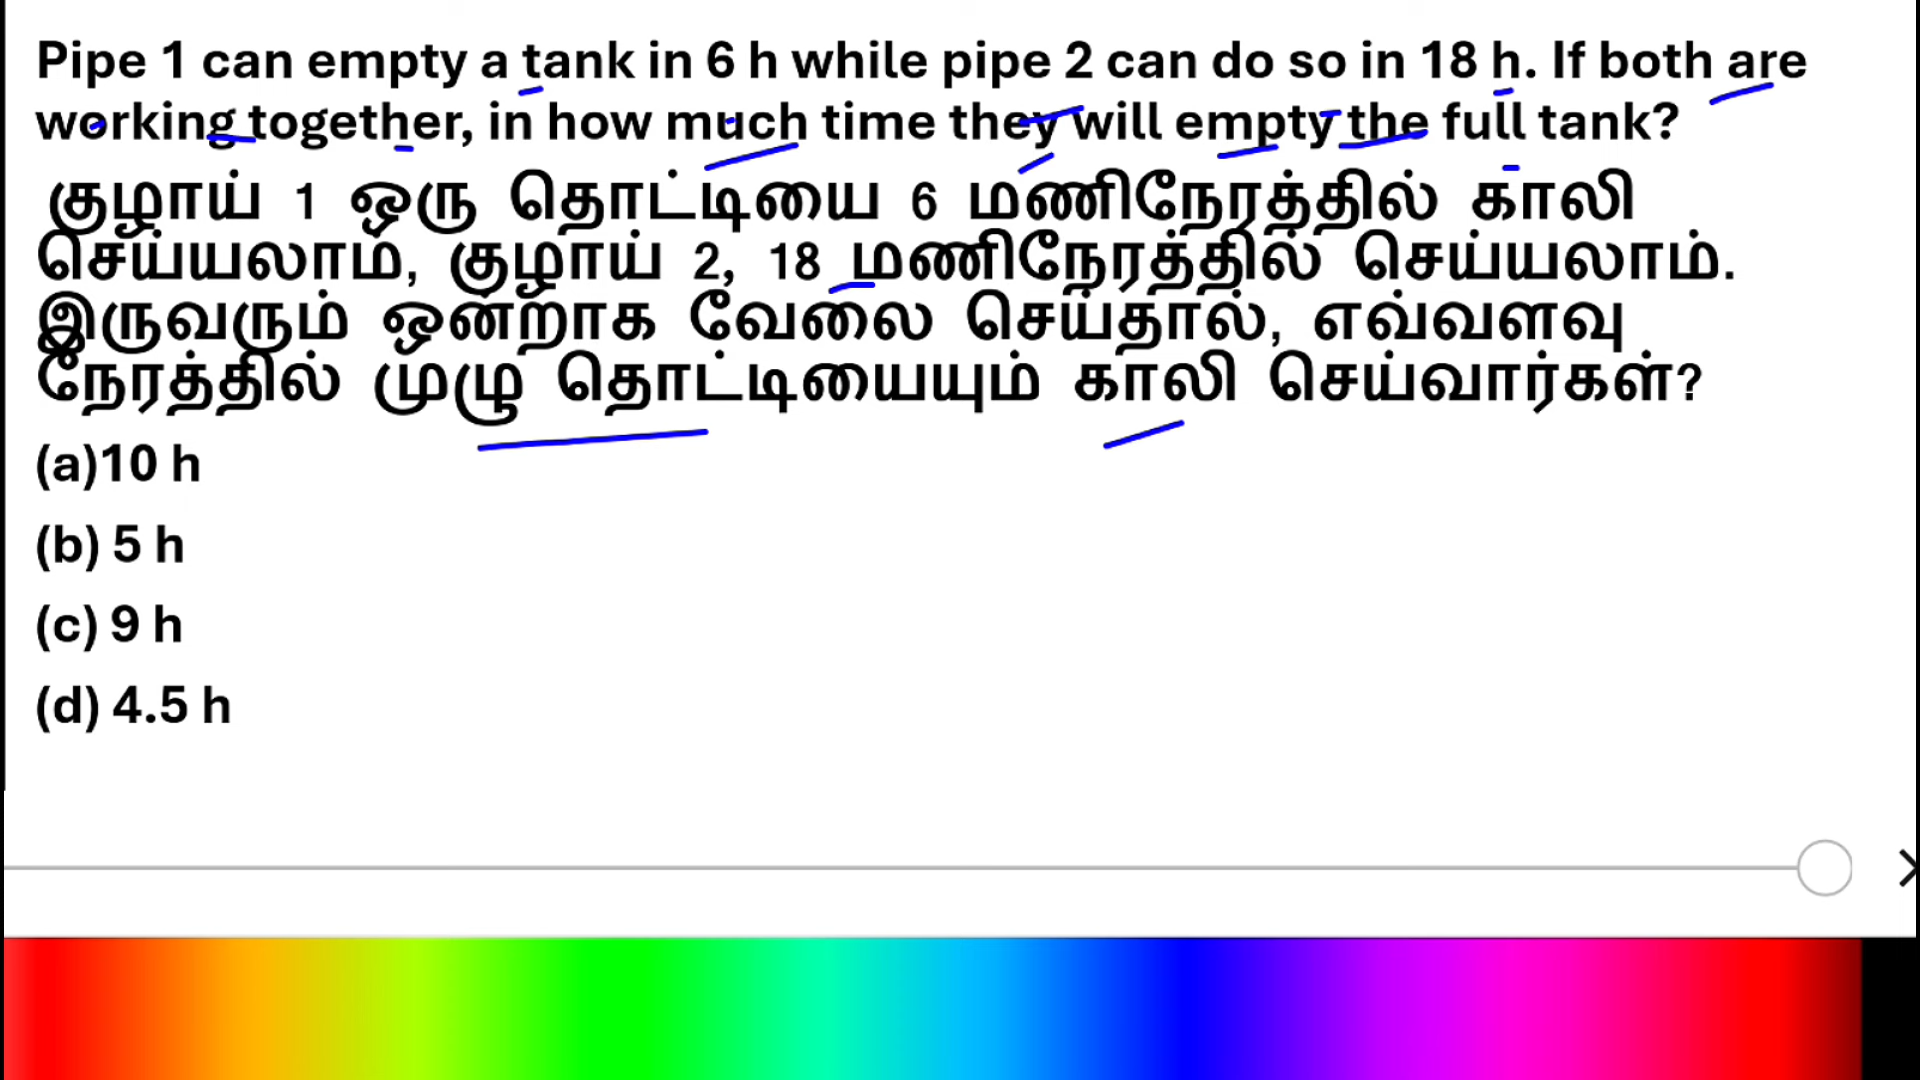 Pipe 1 can empty a tank in 6 h while pipe 2 can do so in 18 h. If both are
working together, in how much time they will empty the full tank?
குழாய் 1 ஒரு தொட்டியை 6 மணிநேரத்தில் காலி
செய்யலாம், குழாய் 2, 18 மணிநேரத்தில் செய்யலாம்.
இருவரும் ஒன்றாக வேலை செய்தால், எவ்வளவு
நேரத்தில் முழு தொட்டியையும் காலி செய்வார்கள்?
(a)10 h
(b) 5 h
(c) 9 h
(d) 4.5 h